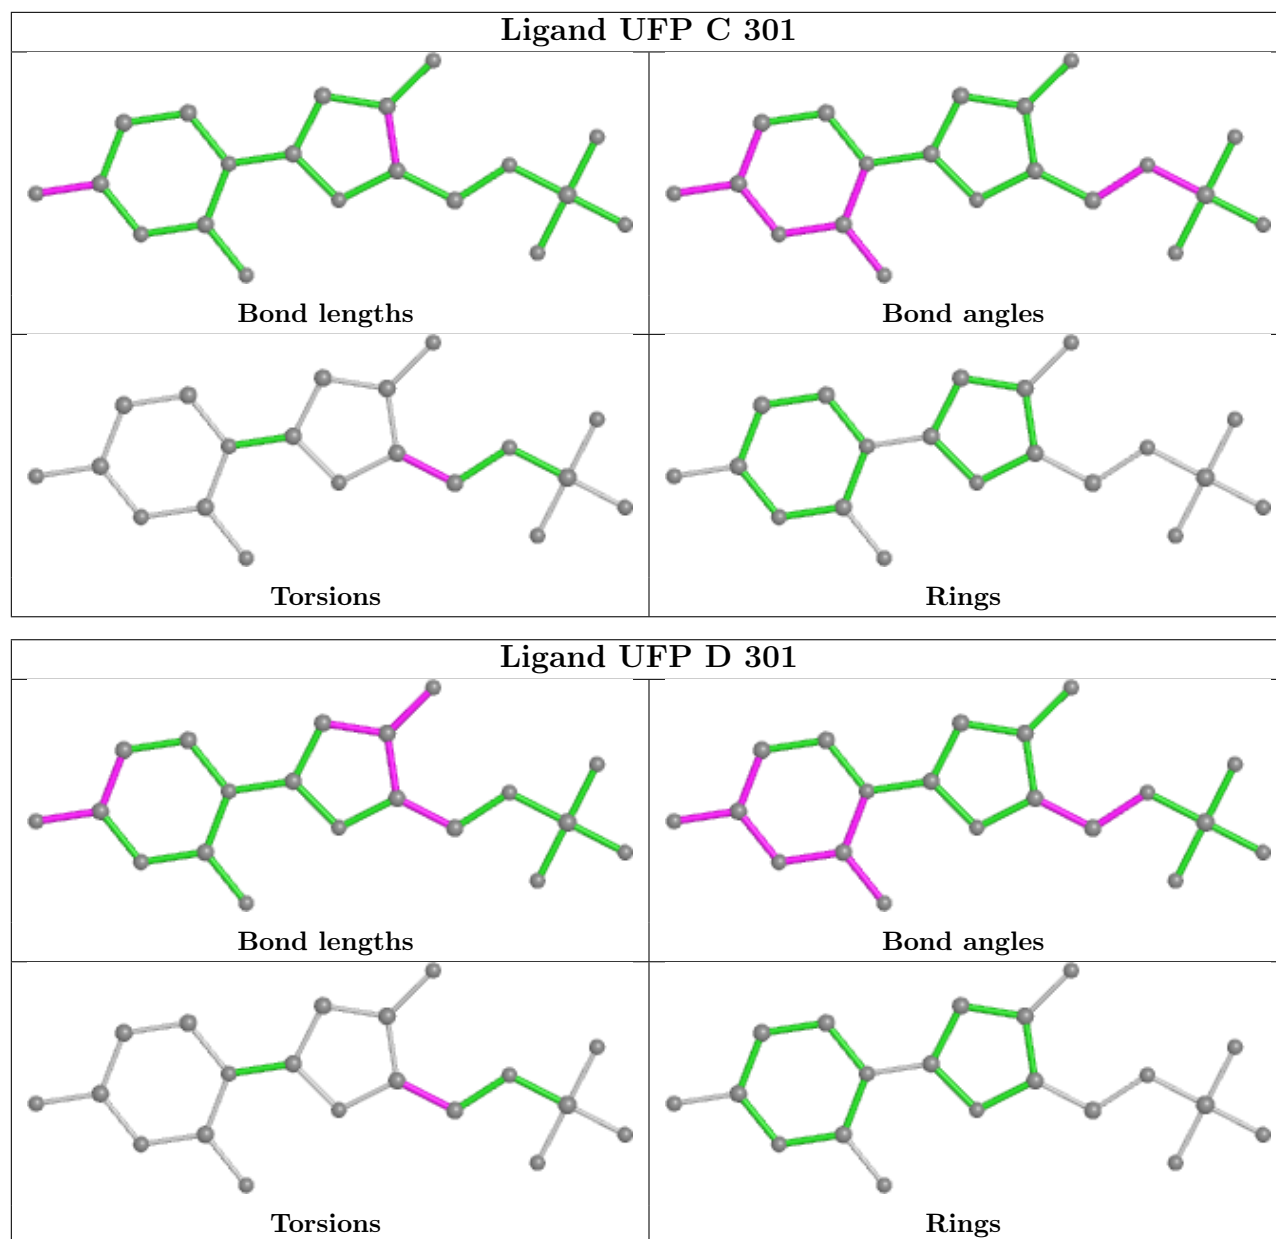 Ligand UFP C 301
Bond lengths
Bond angles
Torsions
Rings
Ligand UFP D 301
Bond lengths
Bond angles
Torsions
Rings